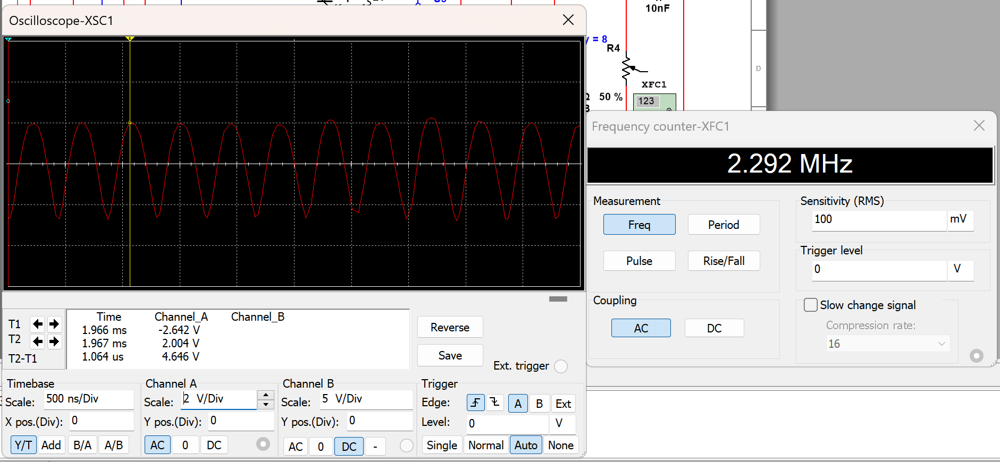 10nF
Oscilloscope-XSC1
y = 8
R4
D
XFC1
50 %
123
Frequency counter-XFC1
2.292 MHz
Measurement
Sensitivity (RMS)
Freq
Period
100
mV
Trigger level
Pulse
Rise/Fall
0
V
Coupling
Slow change signal
AC
DC
Compression rate:
16
T1
T2
T2-T1
Time Channel_A Channel_B
1.966 ms -2.642 V
1.967 ms 2.004 V
1.064 us 4.646 V
Reverse
Save
Ext. trigger
Timebase
Scale: 500 ns/Div
X pos.(Div): 0
Y/T Add B/A A/B
Channel A
Scale: 2 V/Div
Y pos.(Div): 0
AC 0 DC
Channel B
Scale: 5 V/Div
Y pos.(Div): 0
AC 0 DC -
Trigger
Edge: A B Ext
Level: 0 V
Single Normal Auto None